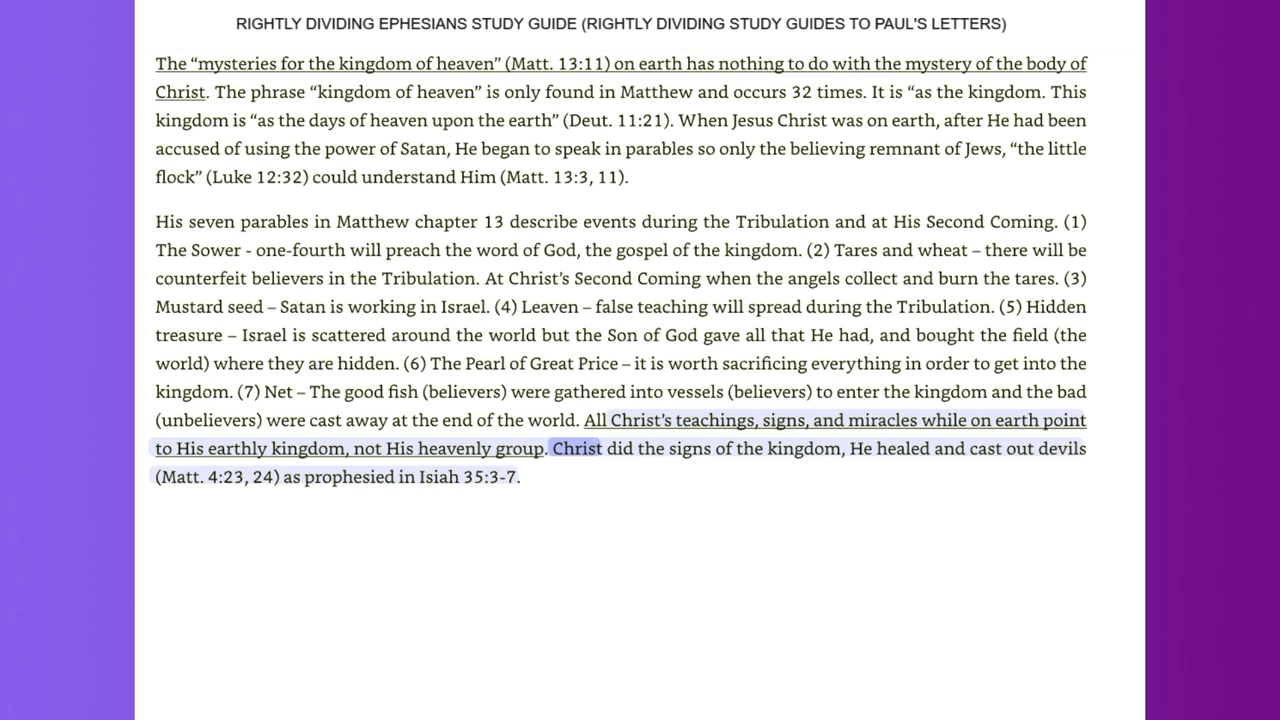 RIGHTLY DIVIDING EPHESIANS STUDY GUIDE (RIGHTLY DIVIDING STUDY GUIDES TO PAUL'S LETTERS)
The “mysteries for the kingdom of heaven” (Matt. 13:11) on earth has nothing to do with the mystery of the body of
Christ. The phrase “kingdom of heaven” is only found in Matthew and occurs 32 times. It is “as the kingdom. This
kingdom is “as the days of heaven upon the earth” (Deut. 11:21). When Jesus Christ was on earth, after He had been
accused of using the power of Satan, He began to speak in parables so only the believing remnant of Jews, “the little
flock” (Luke 12:32) could understand Him (Matt. 13:3, 11).
His seven parables in Matthew chapter 13 describe events during the Tribulation and at His Second Coming. (1)
The Sower - one-fourth will preach the word of God, the gospel of the kingdom. (2) Tares and wheat – there will be
counterfeit believers in the Tribulation. At Christ’s Second Coming when the angels collect and burn the tares. (3)
Mustard seed – Satan is working in Israel. (4) Leaven – false teaching will spread during the Tribulation. (5) Hidden
treasure – Israel is scattered around the world but the Son of God gave all that He had, and bought the field (the
world) where they are hidden. (6) The Pearl of Great Price – it is worth sacrificing everything in order to get into the
kingdom. (7) Net – The good fish (believers) were gathered into vessels (believers) to enter the kingdom and the bad
(unbelievers) were cast away at the end of the world. All Christ’s teachings, signs, and miracles while on earth point
to His earthly kingdom, not His heavenly group. Christ did the signs of the kingdom, He healed and cast out devils
(Matt. 4:23, 24) as prophesied in Isiah 35:3-7.